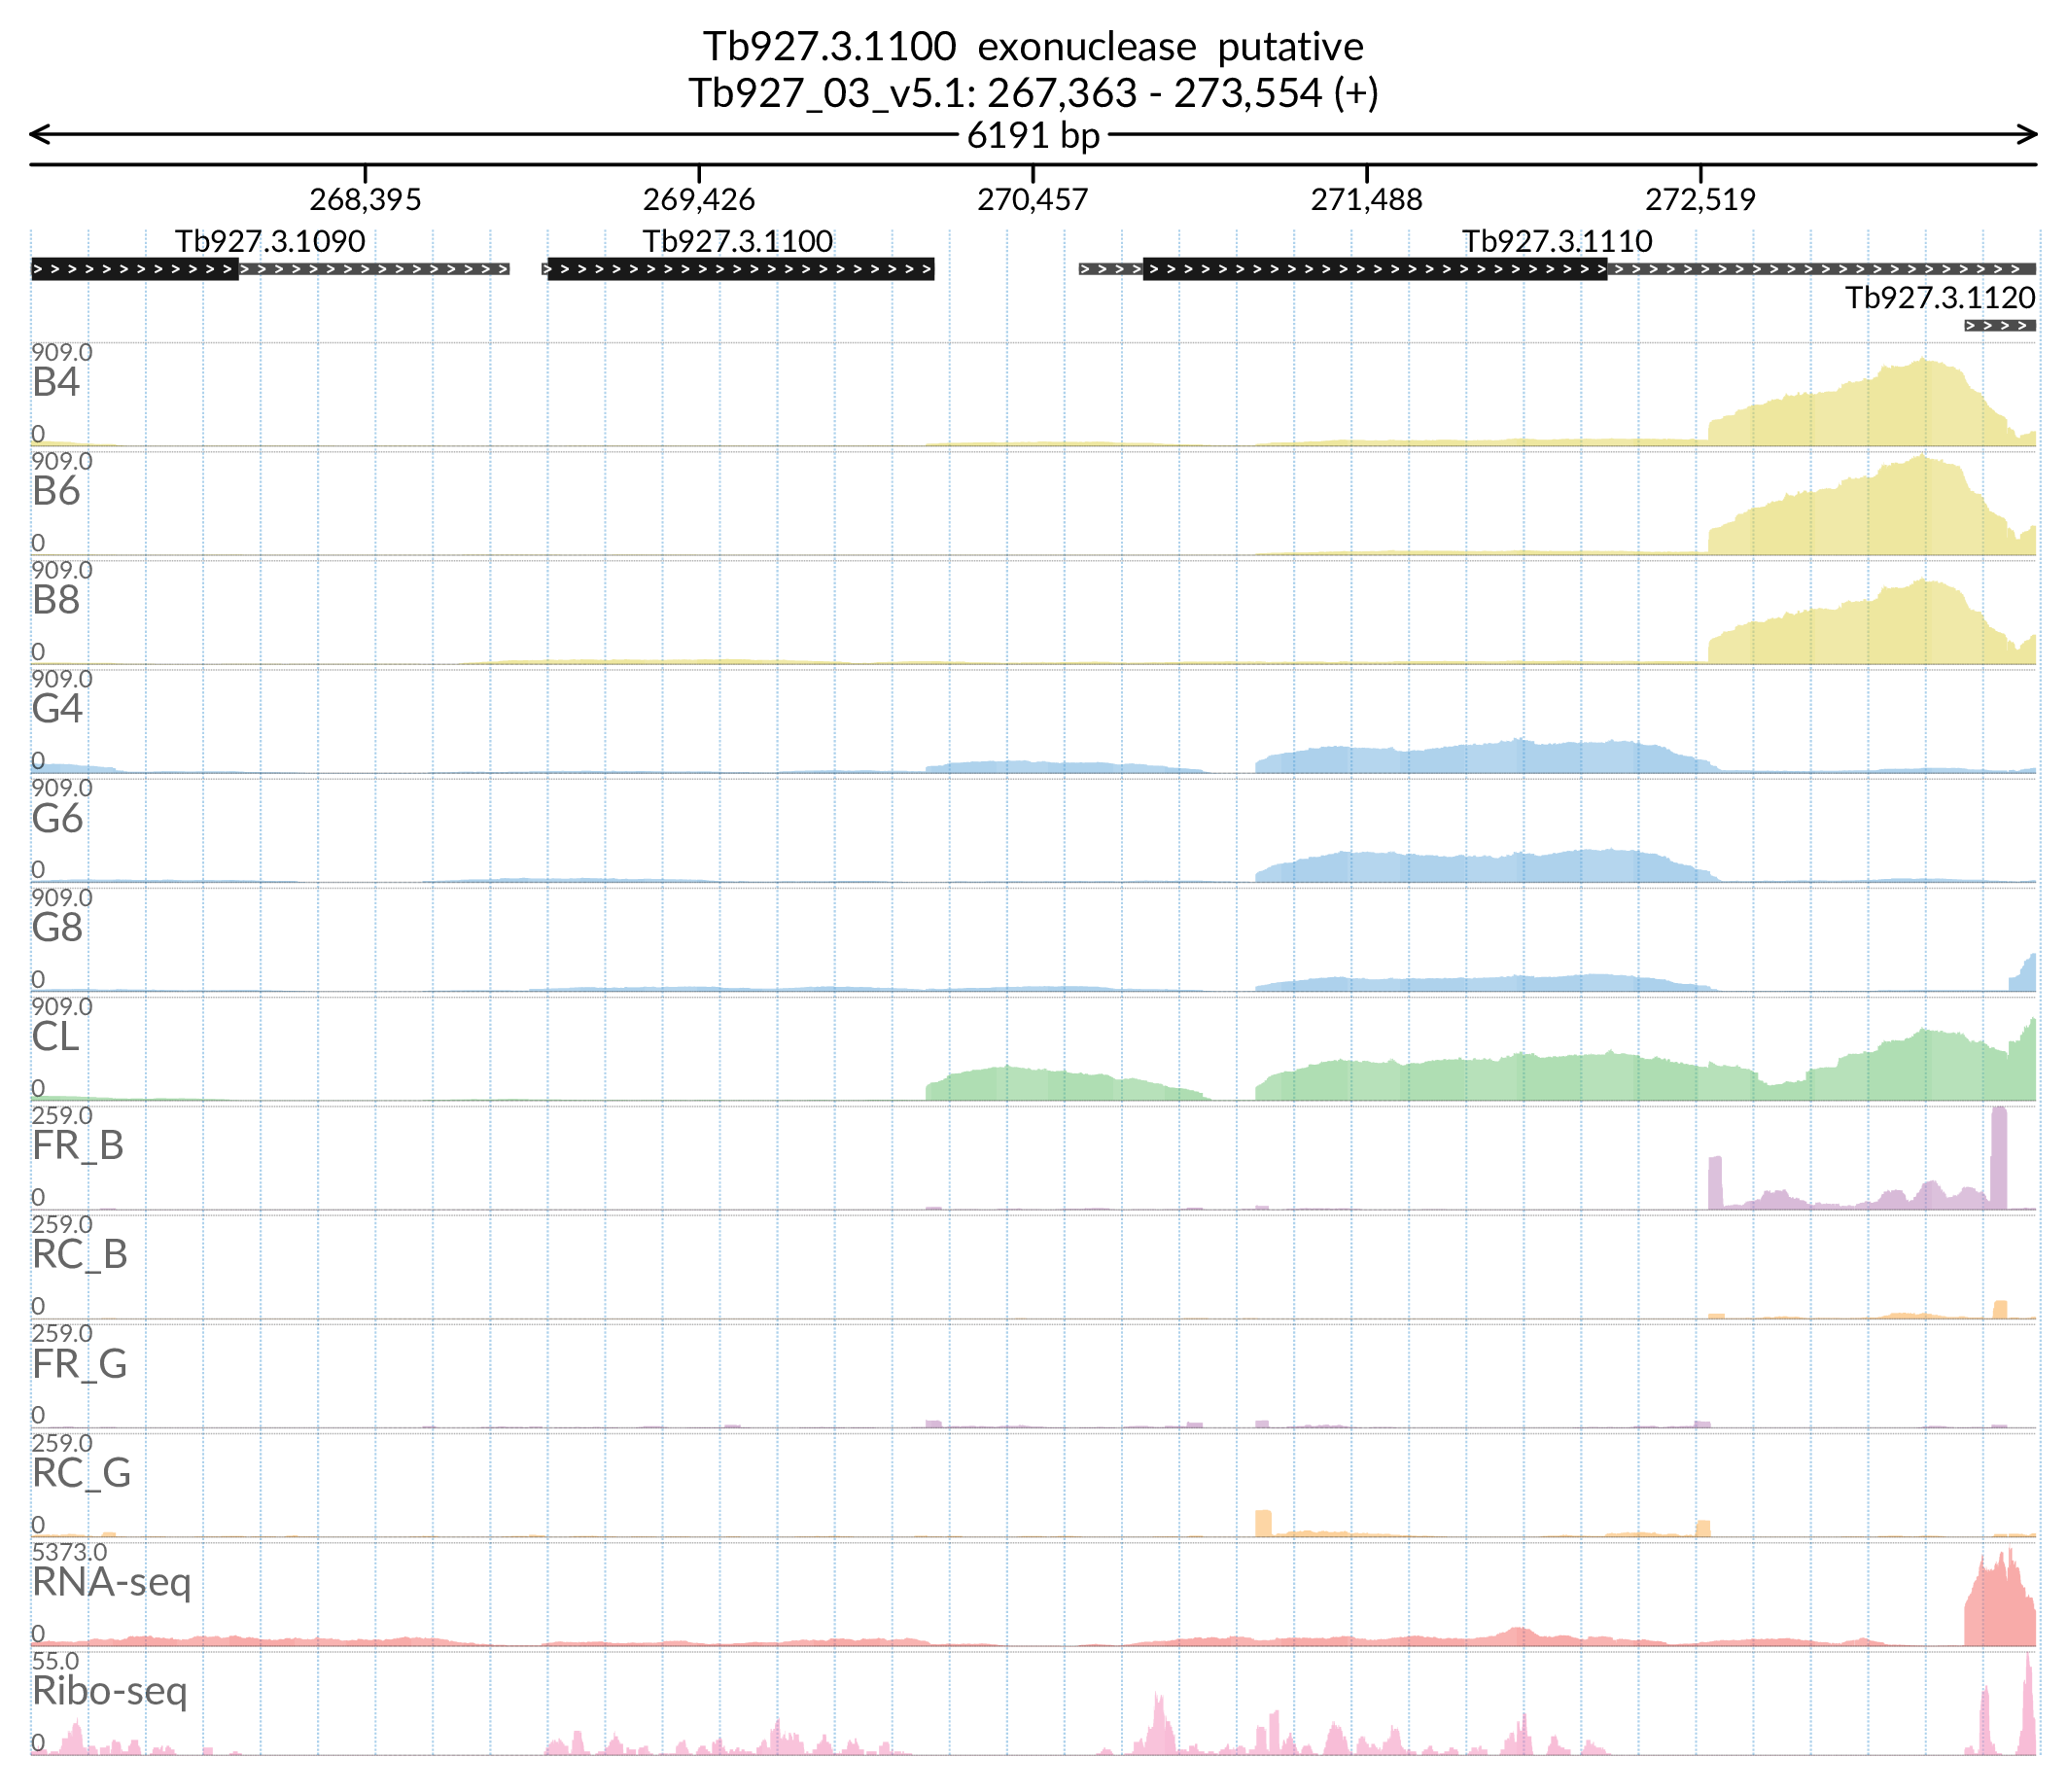 Tb927.3.1100 exonuclease putative
Tb927_03_v5.1: 267,363 - 273,554 (+)
6191 bp
268,395 269,426 270,457 271,488 272,519
Tb927.3.1090 Tb927.3.1100 Tb927.3.1110
Tb927.3.1120
909.0
B4
0
909.0
B6
0
909.0
B8
0
909.0
G4
0
909.0
G6
0
909.0
G8
0
909.0
CL
0
259.0
FR_B
0
259.0
RC_B
0
259.0
FR_G
0
259.0
RC_G
0
5373.0
RNA-seq
0
55.0
Ribo-seq
0